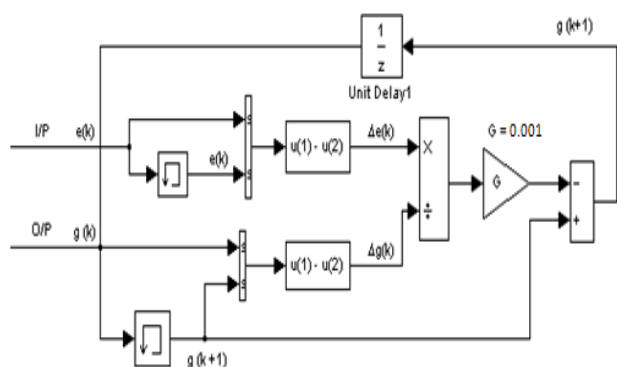 g(k+1)
1
z
Unit Delay1
I/P e(k)
e(k)
u(1) - u(2)
Δe(k)
×
÷
G = 0.001
G
−
+
O/P g(k)
u(1) - u(2)
Δg(k)
g(k+1)